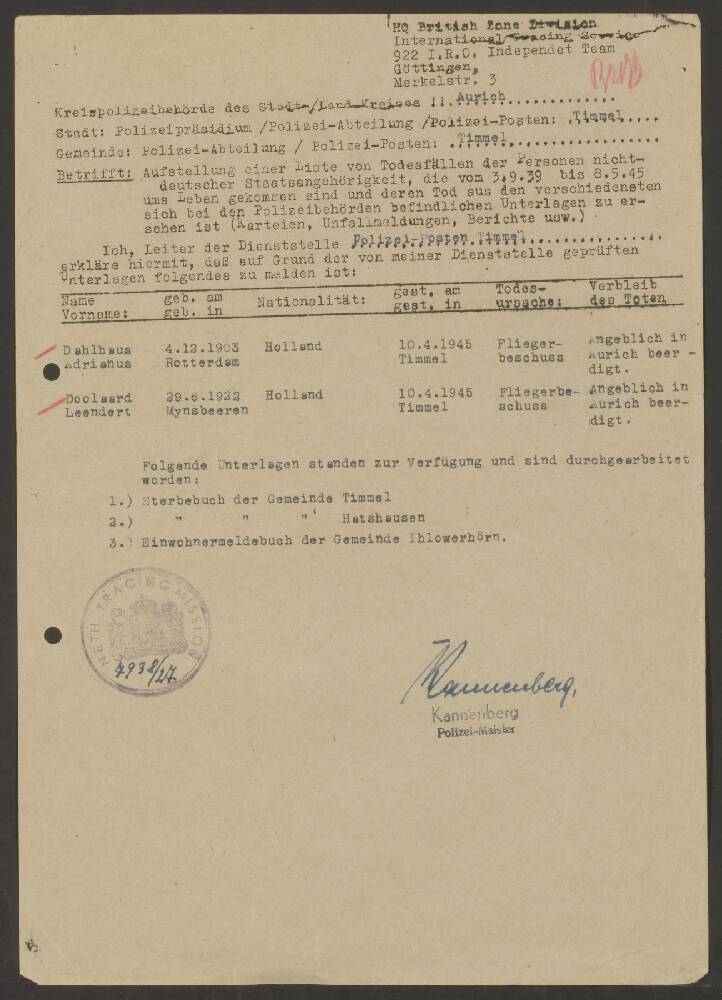 HQ British Zone Division
International Tracing Service
922 I.R.O. Independet Team
Göttingen,
Merkelstr. 3
Kreispolizeibehörde des Stadt-/Land-Kreises ..Aurich..............
Stadt: Polizeipräsidium /Polizei-Abteilung /Polizei-Posten: .Timmel.....
Gemeinde: Polizei-Abteilung / Polizei-Posten: .Timmel......................
Betrifft: Aufstellung einer Liste von Todesfällen der Personen nicht-
deutscher Staatsangehörigkeit, die vom 3.9.39 bis 8.5.45
ums Leben gekommen sind und deren Tod aus den verschiedensten
sich bei den Polizeibehörden befindlichen Unterlagen zu er-
sehen ist (Karteien, Unfallmeldungen, Berichte usw.)
Ich, Leiter der Dienststelle Polizei-Posten Timmel.................
erkläre hiermit, daß auf Grund der von meiner Dienststelle geprüften
Unterlagen folgendes zu melden ist:
Name geb. am Nationalität: gest. am Todes- Verbleib
Vorname: geb. in gest. in ursache: des Toten
Dahlhaus 4.12.1903 Holland 10.4.1945 Flieger- Angeblich in
Adrianus Rotterdam Timmel beschuss Aurich beer -
digt.
Doolaard 29.6.1922 Holland 10.4.1945 Fliegerbe- Angeblich in
Leendert Mynsbeeren Timmel schuss Aurich beer-
digt.
Folgende Unterlagen standen zur Verfügung und sind durchgearbeitet
worden:
1.) Sterbebuch der Gemeinde Timmel
2.) " " " Hatshausen
3.) Einwohnermeldebuch der Gemeinde Ihlowerhörn.
NETH TRACING MISSION
4938/27
Kannenberg,
Kannenberg
Polizei-Meister